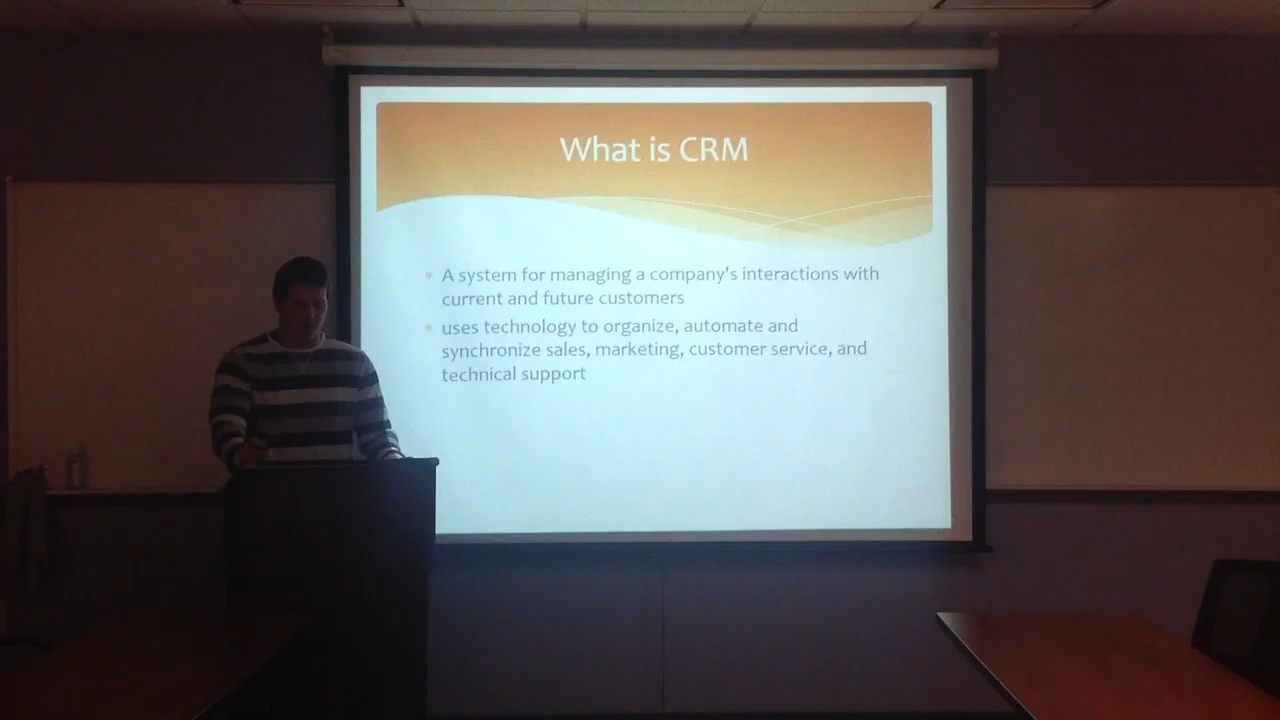 What is CRM
A system for managing a company's interactions with
current and future customers
uses technology to organize, automate and
synchronize sales, marketing, customer service, and
technical support